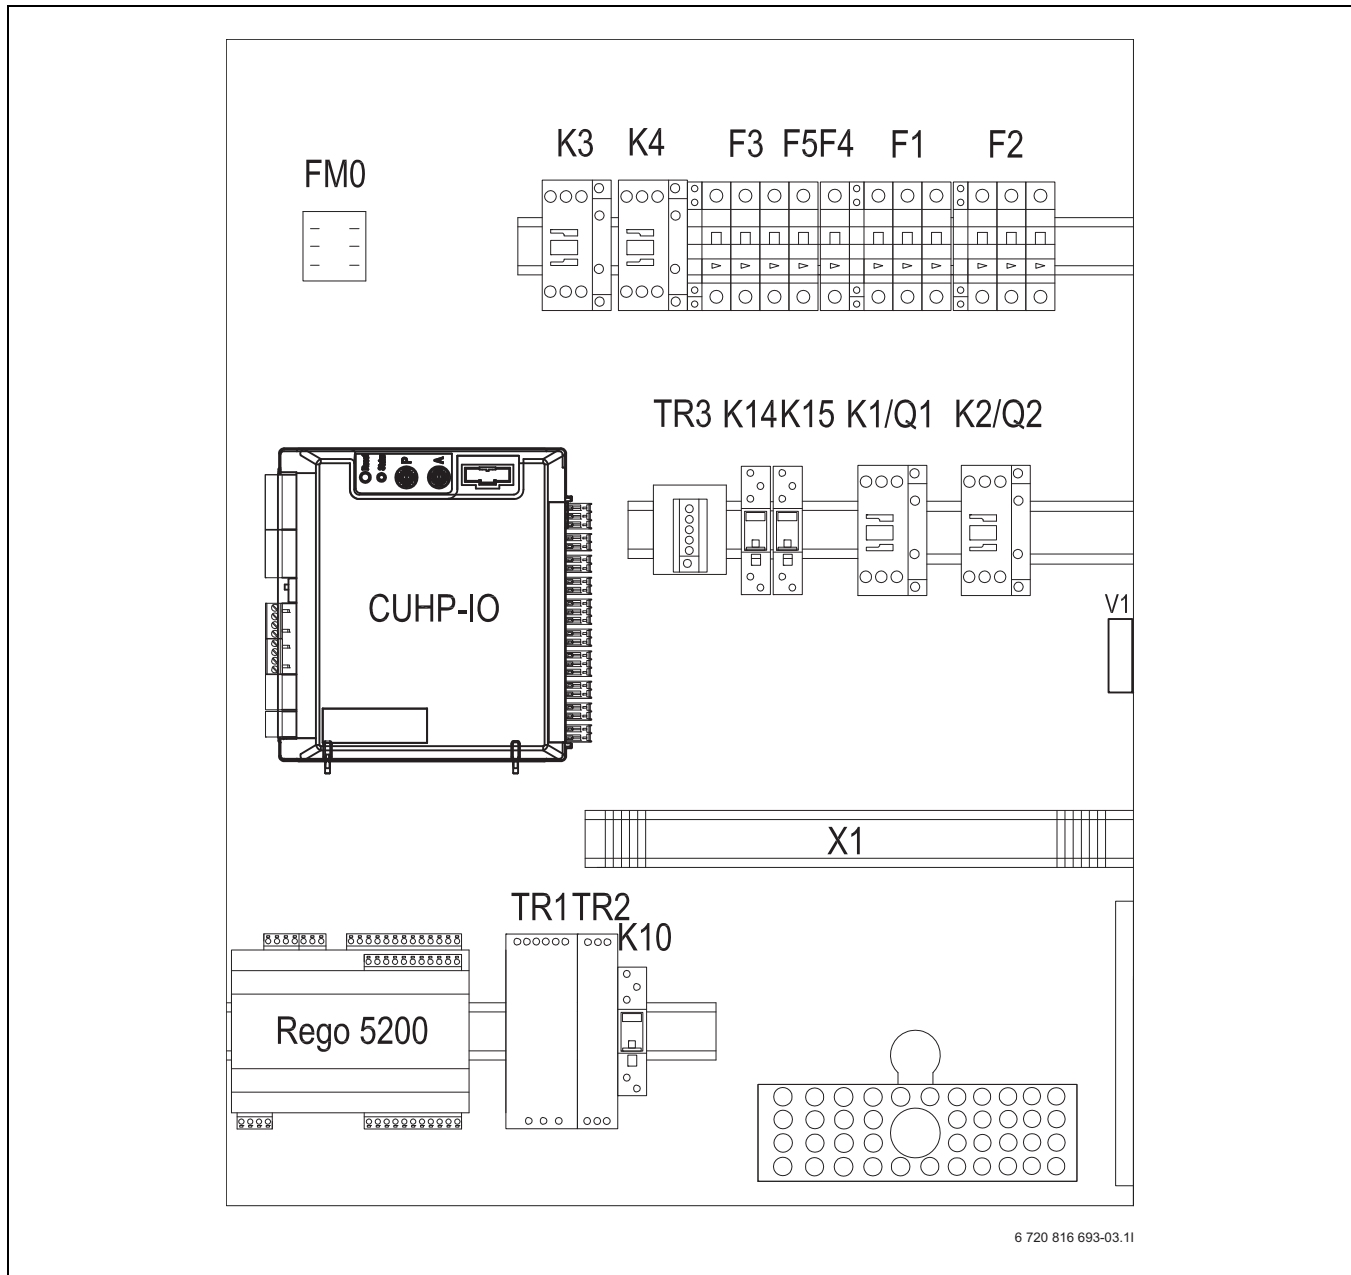 K3 K4 F3 F5F4 F1 F2
FM0
TR3 K14K15 K1/Q1 K2/Q2
P A
CUHP-IO
V1
X1
TR1TR2
K10
Rego 5200
6 720 816 693-03.1I